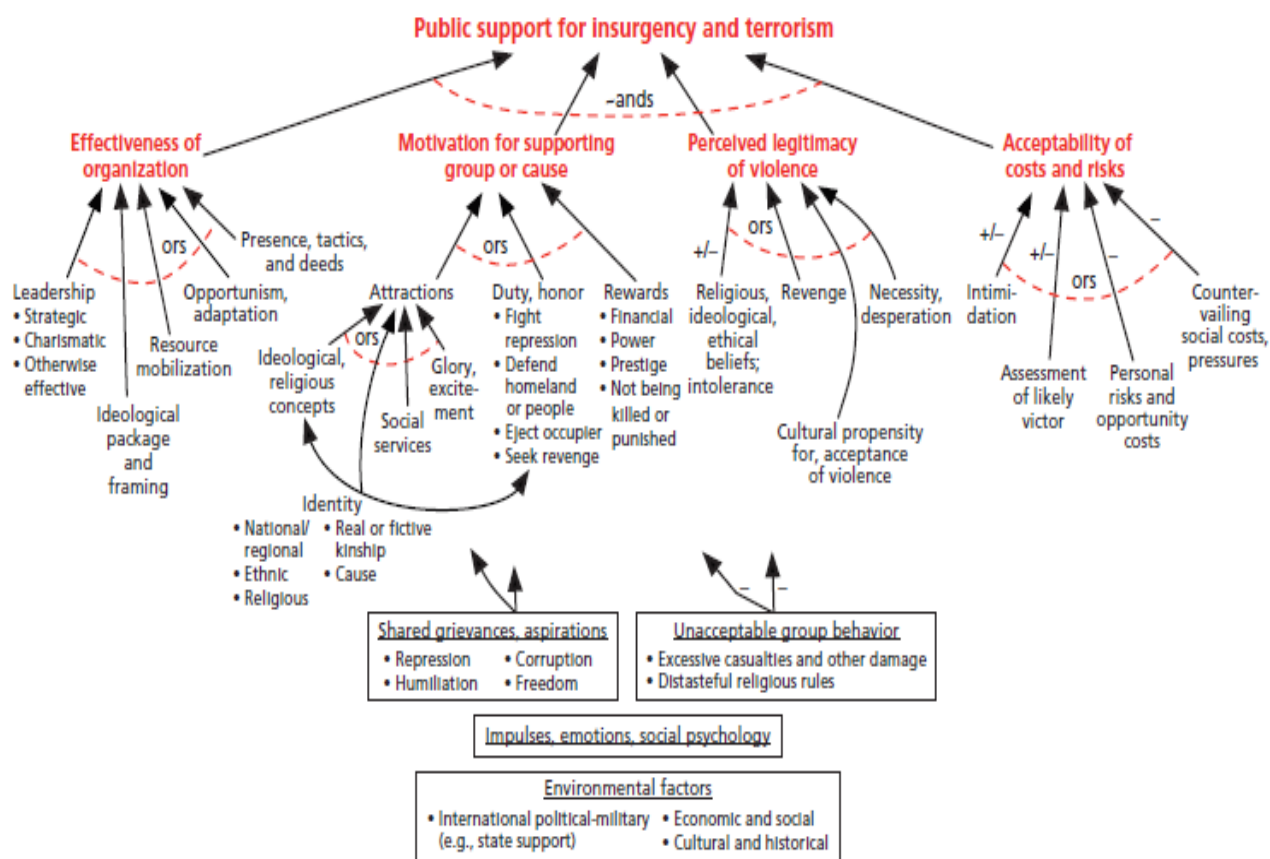 Public support for insurgency and terrorism
~ands
Effectiveness of
organization
Motivation for supporting
group or cause
Perceived legitimacy
of violence
Acceptability of
costs and risks
ors
Leadership
• Strategic
• Charismatic
• Otherwise
effective
Ideological
package
and
framing
Resource
mobilization
Opportunism,
adaptation
Presence, tactics,
and deeds
ors
Attractions
ors
Ideological,
religious
concepts
Social
services
Glory,
excite-
ment
Duty, honor
• Fight
repression
• Defend
homeland
or people
• Eject occupier
• Seek revenge
Rewards
• Financial
• Power
• Prestige
• Not being
killed or
punished
Identity
• National/
regional
• Ethnic
• Religious
• Real or fictive
kinship
• Cause
+/–
ors
Religious,
ideological,
ethical
beliefs;
intolerance
Revenge
Cultural propensity
for, acceptance
of violence
Necessity,
desperation
+/–
+/–
–
–
ors
Intimi-
dation
Assessment
of likely
victor
Personal
risks and
opportunity
costs
Counter-
vailing
social costs,
pressures
Shared grievances, aspirations
• Repression
• Humiliation
• Corruption
• Freedom
–
–
Unacceptable group behavior
• Excessive casualties and other damage
• Distasteful religious rules
Impulses, emotions, social psychology
Environmental factors
• International political-military
(e.g., state support)
• Economic and social
• Cultural and historical